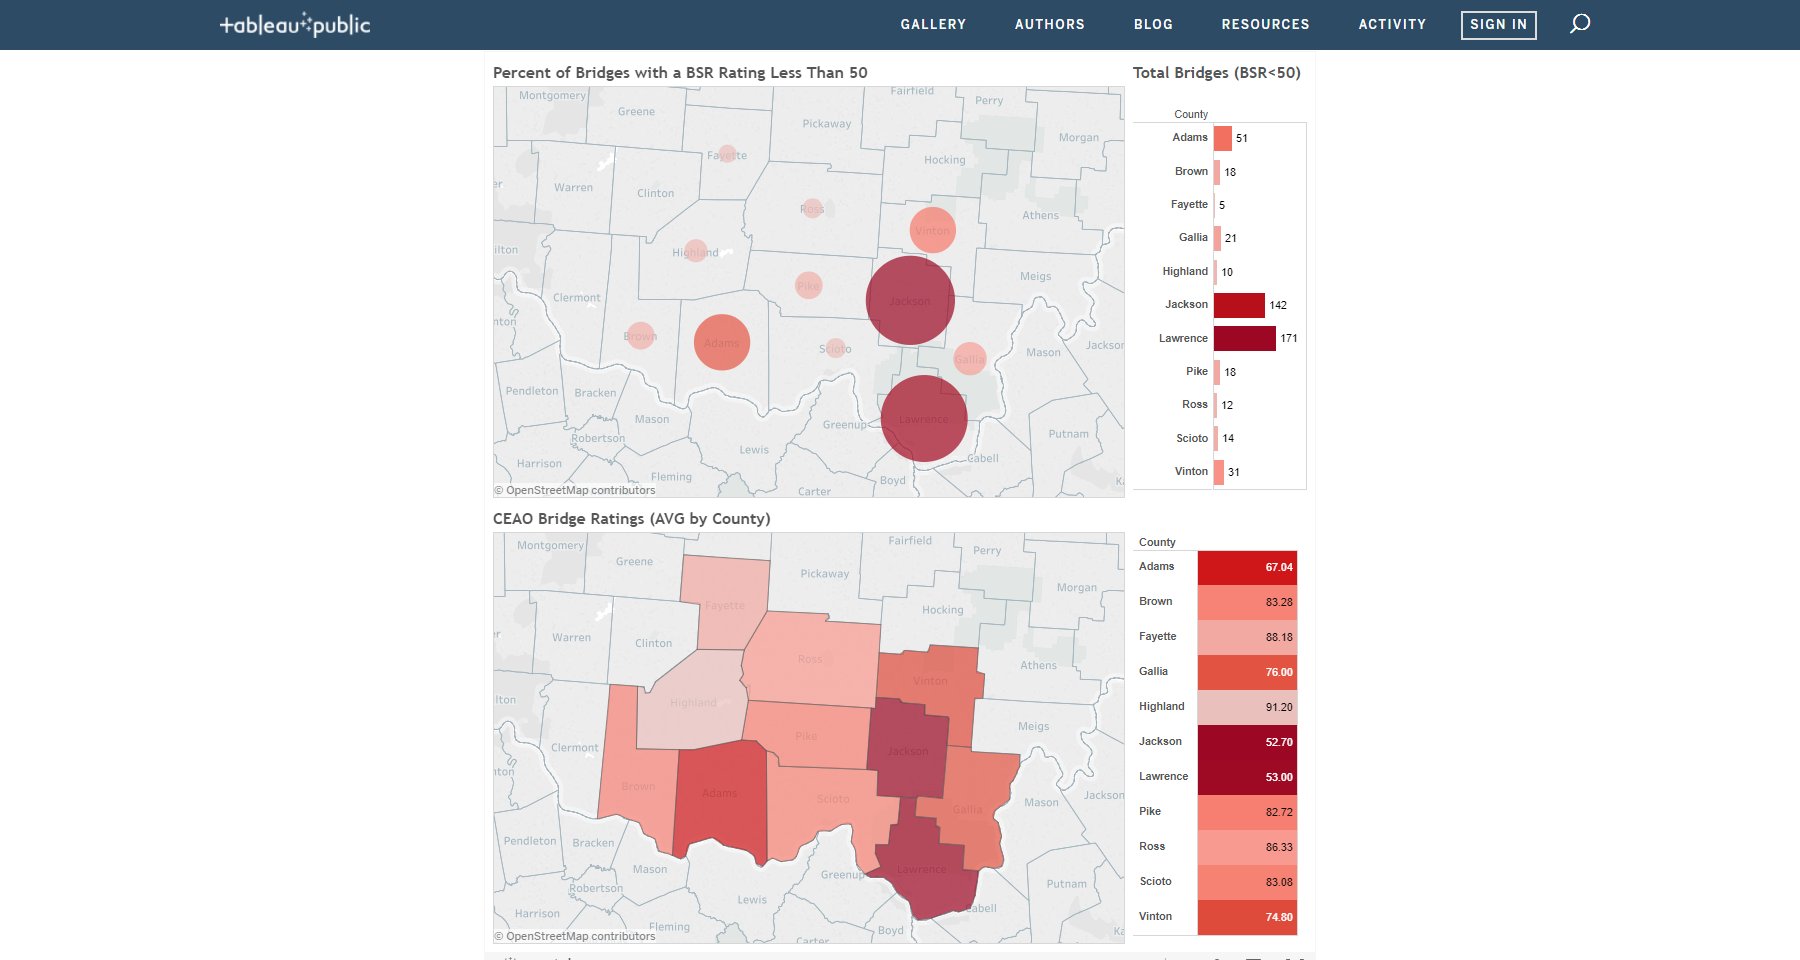 tableau public
GALLERY
AUTHORS
BLOG
RESOURCES
ACTIVITY
SIGN IN
Percent of Bridges with a BSR Rating Less Than 50
Montgomery
Greene
Fairfield
Perry
Pickaway
Morgan
Fayette
Hocking
Warren
Clinton
Ross
Athens
Vinton
Highland
Meigs
Pike
Jackson
Clermont
Brown
Adams
Scioto
Gallia
Mason
Jackson
Pendleton
Bracken
Mason
Greenup
Lawrence
Putnam
Robertson
Lewis
Cabell
Harrison
Fleming
Carter
Boyd
© OpenStreetMap contributors
Total Bridges (BSR<50)
County
Adams 51
Brown 18
Fayette 5
Gallia 21
Highland 10
Jackson 142
Lawrence 171
Pike 18
Ross 12
Scioto 14
Vinton 31
CEAO Bridge Ratings (AVG by County)
Montgomery
Greene
Fairfield
Perry
Pickaway
Morgan
Fayette
Hocking
Warren
Clinton
Ross
Athens
Vinton
Highland
Meigs
Pike
Jackson
Clermont
Brown
Adams
Scioto
Gallia
Mason
Jackson
Pendleton
Bracken
Mason
Greenup
Lawrence
Putnam
Robertson
Lewis
abell
Harrison
Fleming
Carter
Boyd
© OpenStreetMap contributors
County
Adams 67.04
Brown 83.28
Fayette 88.18
Gallia 76.00
Highland 91.20
Jackson 52.70
Lawrence 53.00
Pike 82.72
Ross 86.33
Scioto 83.08
Vinton 74.80